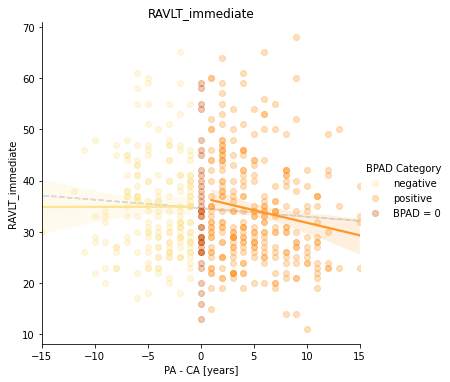 RAVLT_immediate
70
60
50
40
30
20
10
RAVLT_immediate
−15
−10
−5
0
5
10
15
PA - CA [years]
BPAD Category
negative
positive
BPAD = 0